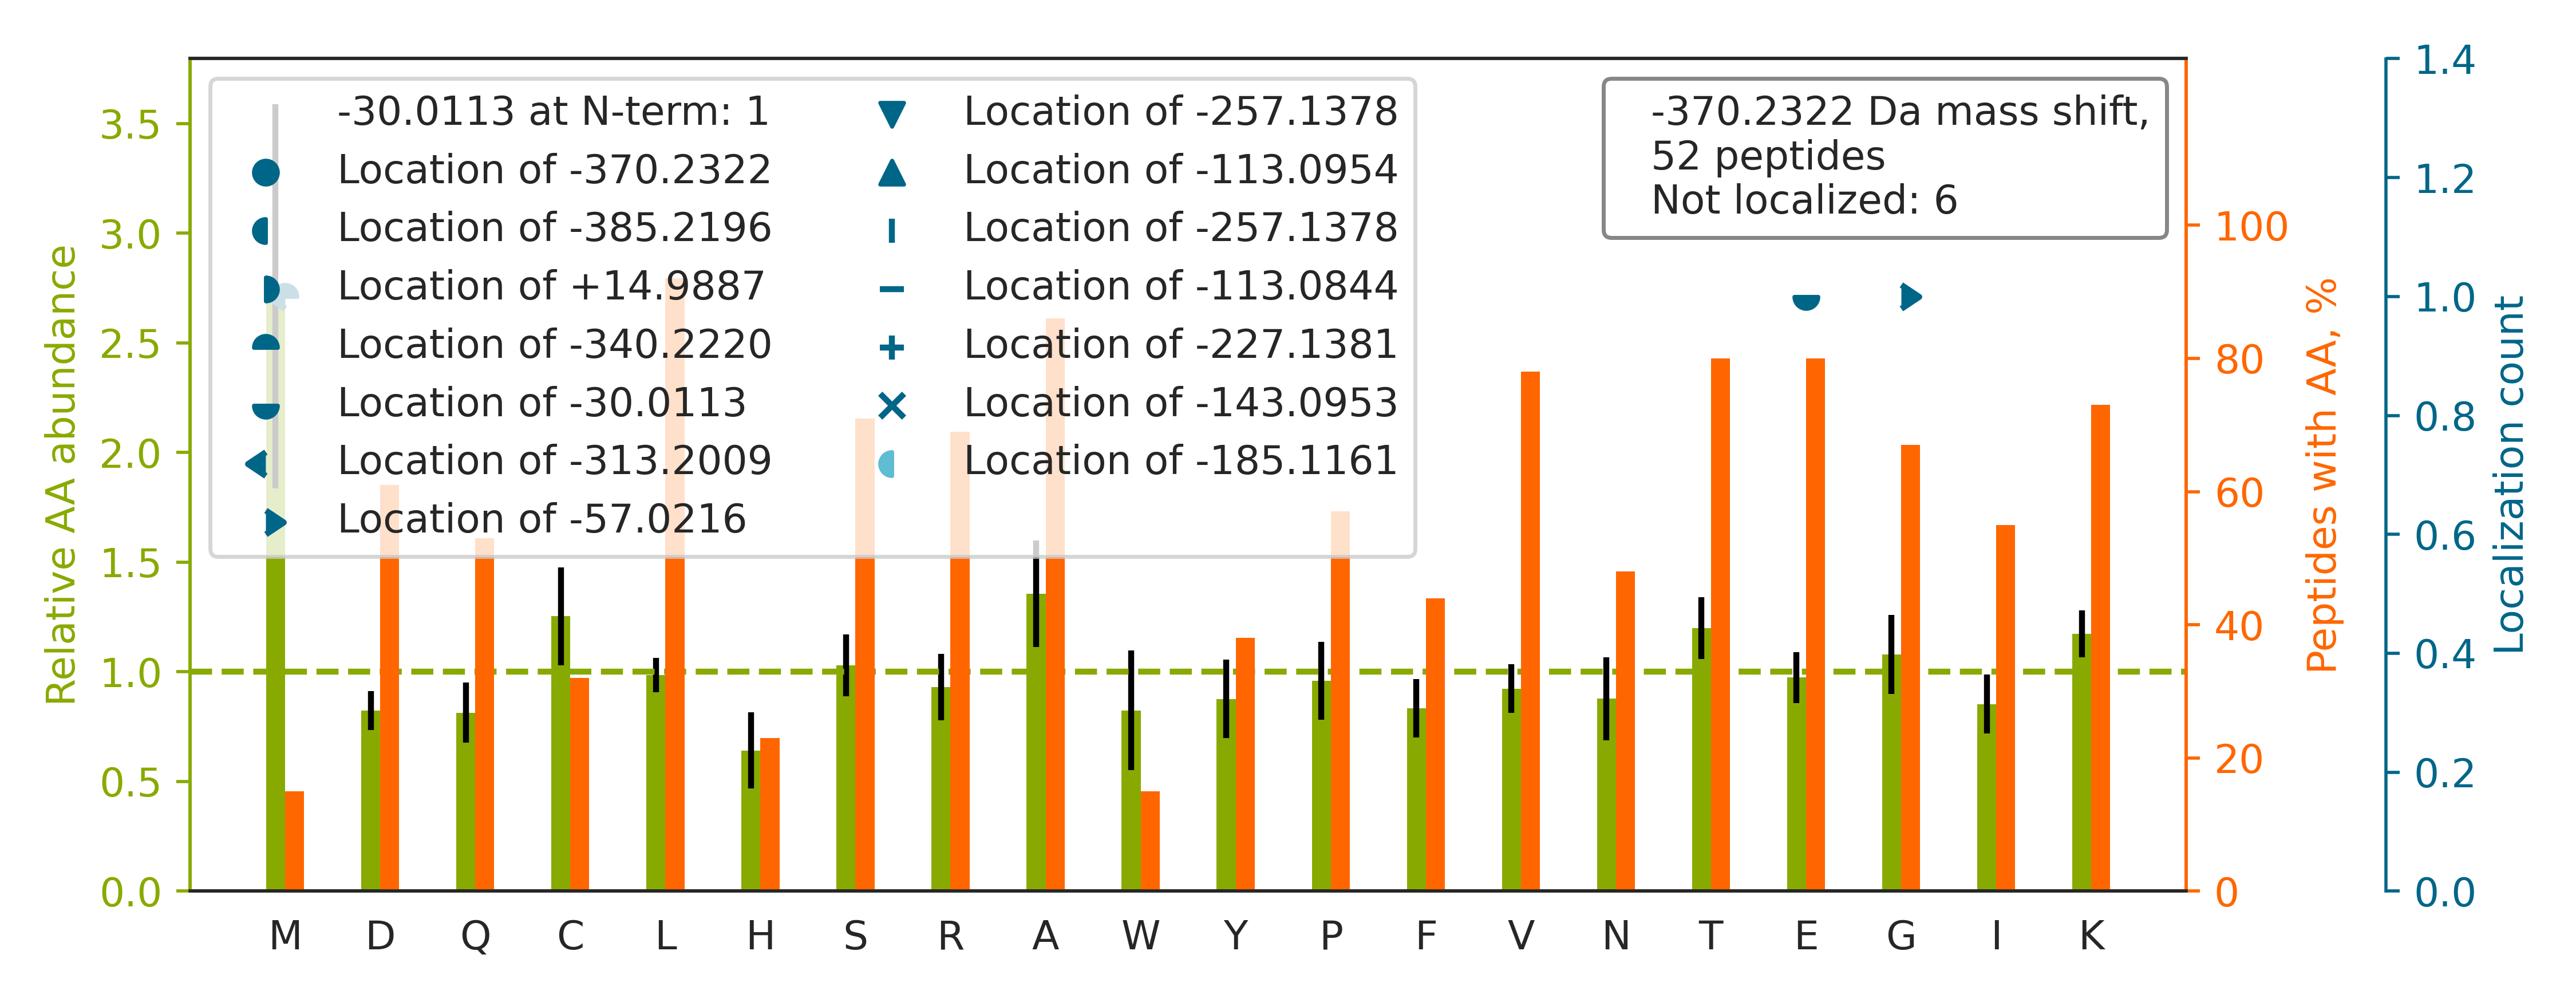 -30.0113 at N-term: 1
Location of -370.2322
Location of -385.2196
Location of +14.9887
Location of -340.2220
Location of -30.0113
Location of -313.2009
Location of -57.0216
Location of -257.1378
Location of -113.0954
Location of -257.1378
Location of -113.0844
Location of -227.1381
Location of -143.0953
Location of -185.1161
-370.2322 Da mass shift,
52 peptides
Not localized: 6
Relative AA abundance
3.5
3.0
2.5
2.0
1.5
1.0
0.5
0.0
M D Q C L H S R A W Y P F V N T E G I K
100
80
60
40
20
0
Peptides with AA, %
1.4
1.2
1.0
0.8
0.6
0.4
0.2
0.0
Localization count